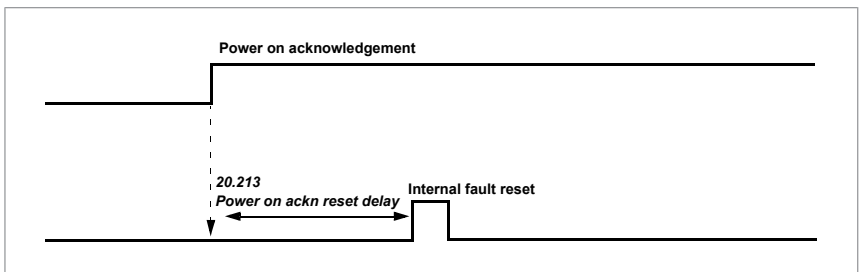 Power on acknowledgement
20.213
Power on ackn reset delay
Internal fault reset